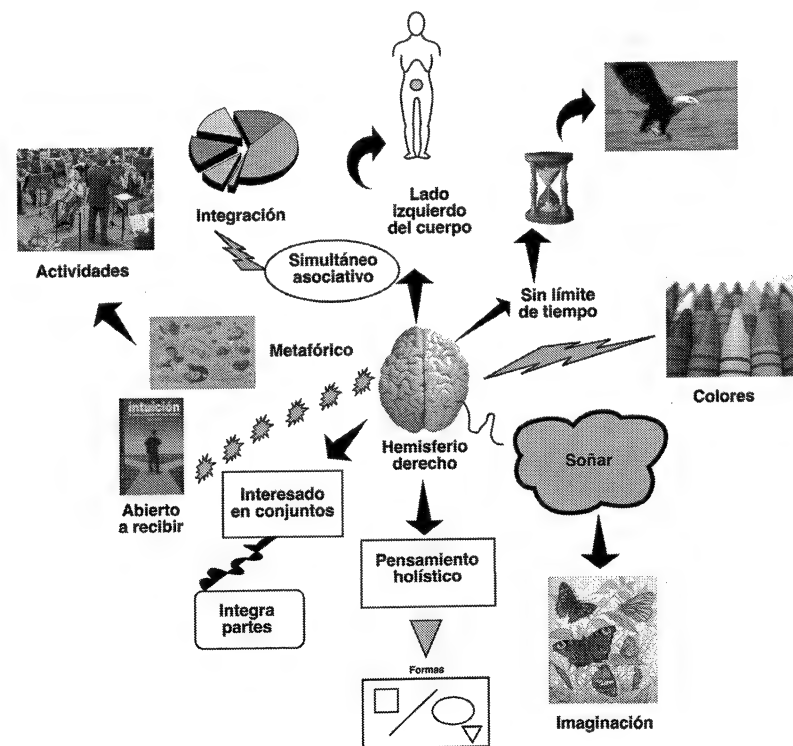 Lado
izquierdo
del cuerpo
Integración
Actividades
Simultáneo
asociativo
Sin límite
de tiempo
Colores
Metafórico
intuición
Abierto
a recibir
Hemisferio
derecho
Soñar
Interesado
en conjuntos
Pensamiento
holístico
Integra
partes
Formas
Imaginación